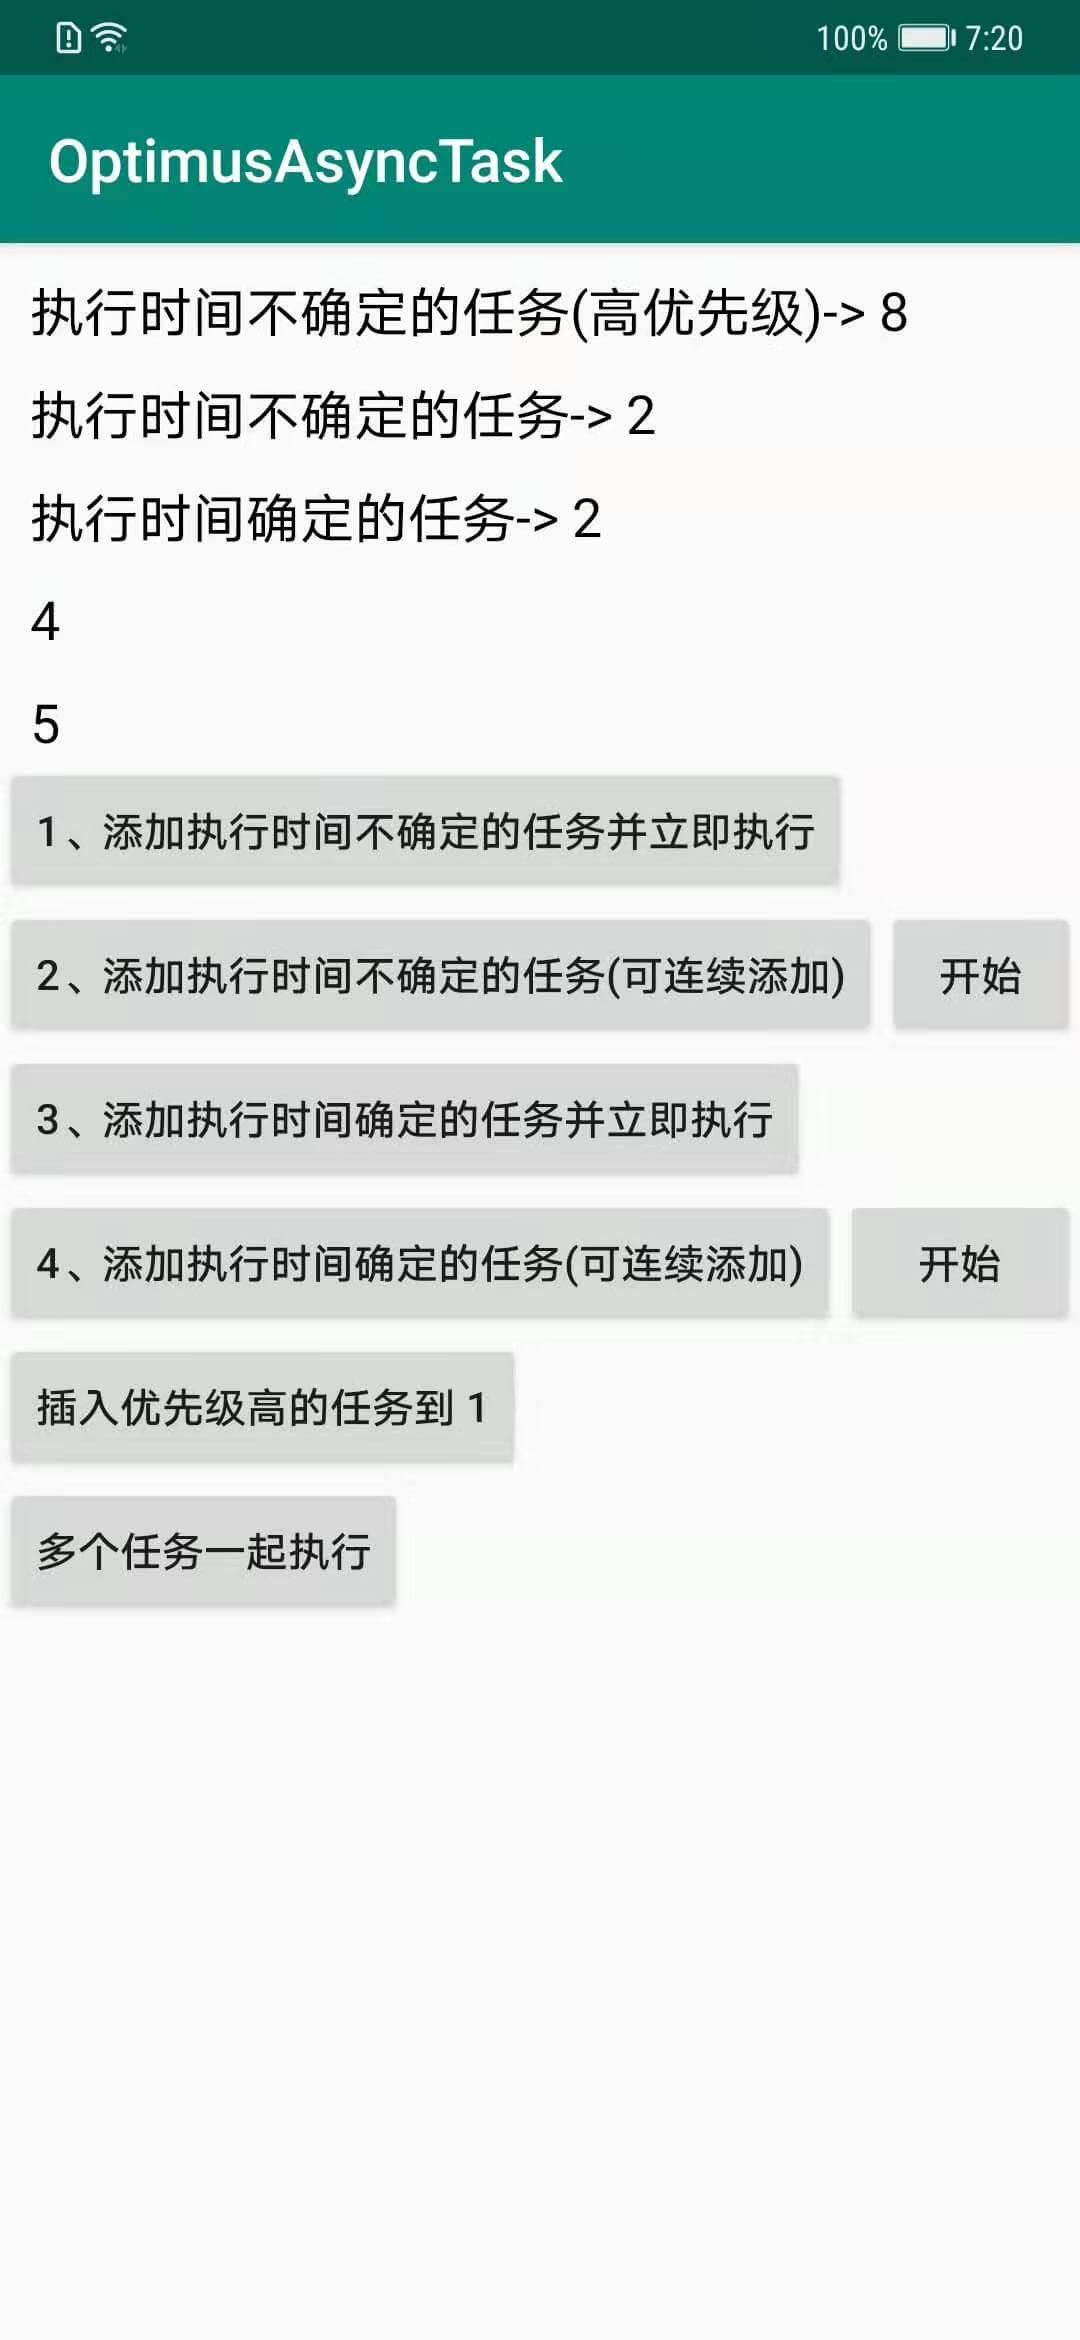 100% 7:20
OptimusAsyncTask
执行时间不确定的任务(高优先级)-> 8
执行时间不确定的任务-> 2
执行时间确定的任务-> 2
4
5
1、添加执行时间不确定的任务并立即执行
2、添加执行时间不确定的任务(可连续添加) 开始
3、添加执行时间确定的任务并立即执行
4、添加执行时间确定的任务(可连续添加) 开始
插入优先级高的任务到 1
多个任务一起执行